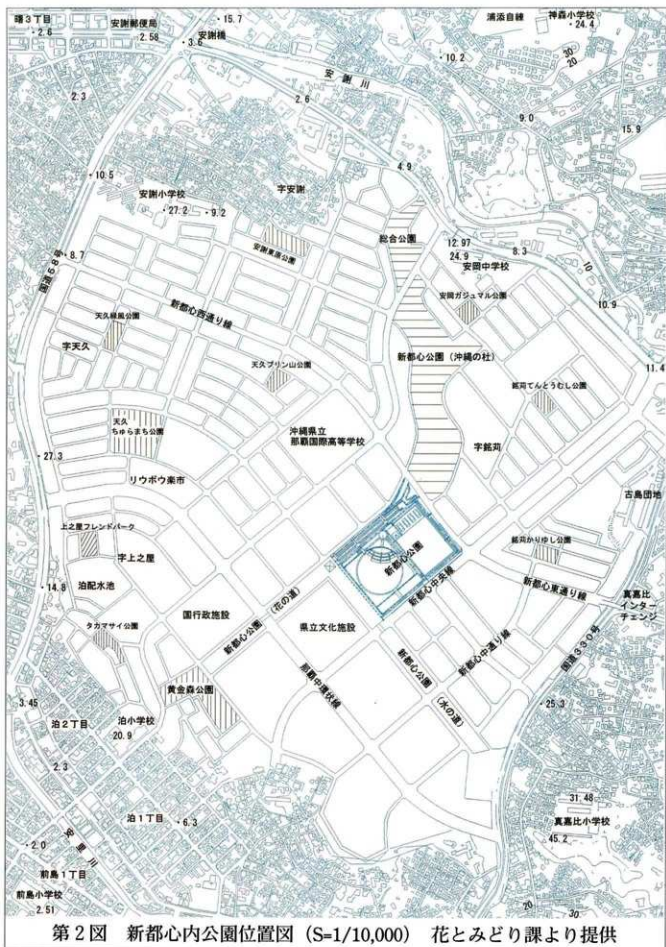 曙3丁目
・2.6
安謝郵便局
2.58
・15.7
安謝橋
・3.6
浦添自練
神森小学校
・24.4
30
20
・10.2
安謝川
2.3
2.6
9.0
15.9
4.9
・10.5
安謝小学校
・27.2
・9.2
字安謝
総合公園
12.97
24.9
8.3
安岡中学校
10
10.9
国道58号
・8.7
安謝東原公園
安岡ガジュマル公園
新都心西通り線
天久緑風公園
字天久
天久プリン山公園
新都心公園(沖縄の杜)
11.4
銘苅てんとうむし公園
天久
ちゅらまち公園
沖縄県立
那覇国際高等学校
字銘苅
・27.3
リウボウ楽市
古島団地
上之屋フレンドパーク
字上之屋
新都心公園
銘苅かりゆし公園
・14.8
泊配水池
新都心中央線
新都心東通り線
真嘉比
インター
チェンジ
タカマサイ公園
国行政施設
新都心公園
(花の道)
県立文化施設
新都心公園
(水の道)
新都心中通り線
国道330号
黄金森公園
那覇中環状線
・3.45
泊2丁目
泊小学校
20.9
・25.3
2.3
31.48
真嘉比小学校
45.2
泊1丁目
・6.3
・2.0
安里川
前島1丁目
前島小学校
2.51
20
30
第2図 新都心内公園位置図 (S=1/10,000) 花とみどり課より提供